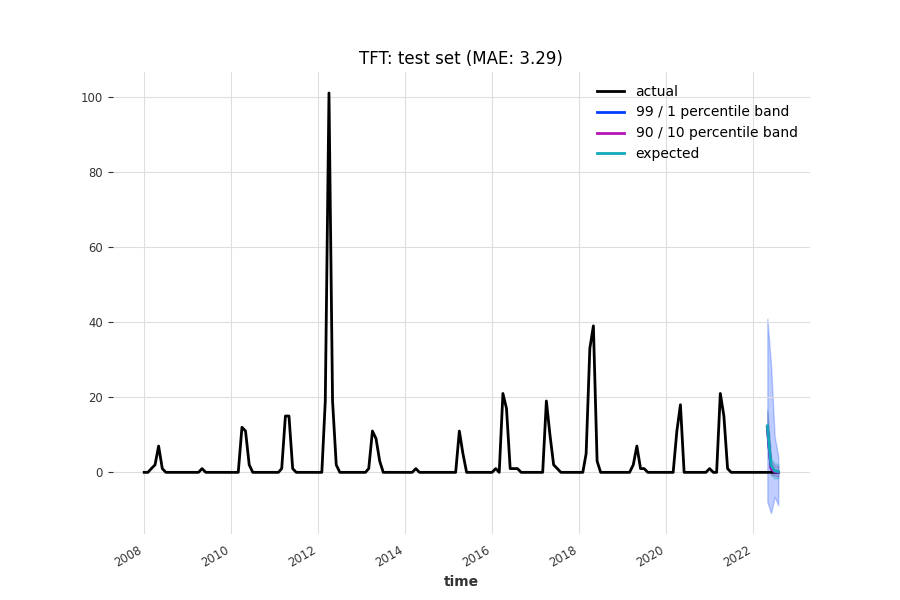 TFT: test set (MAE: 3.29)
actual
99 / 1 percentile band
90 / 10 percentile band
expected
100
80
60
40
20
0
2008
2010
2012
2014
2016
2018
2020
2022
time